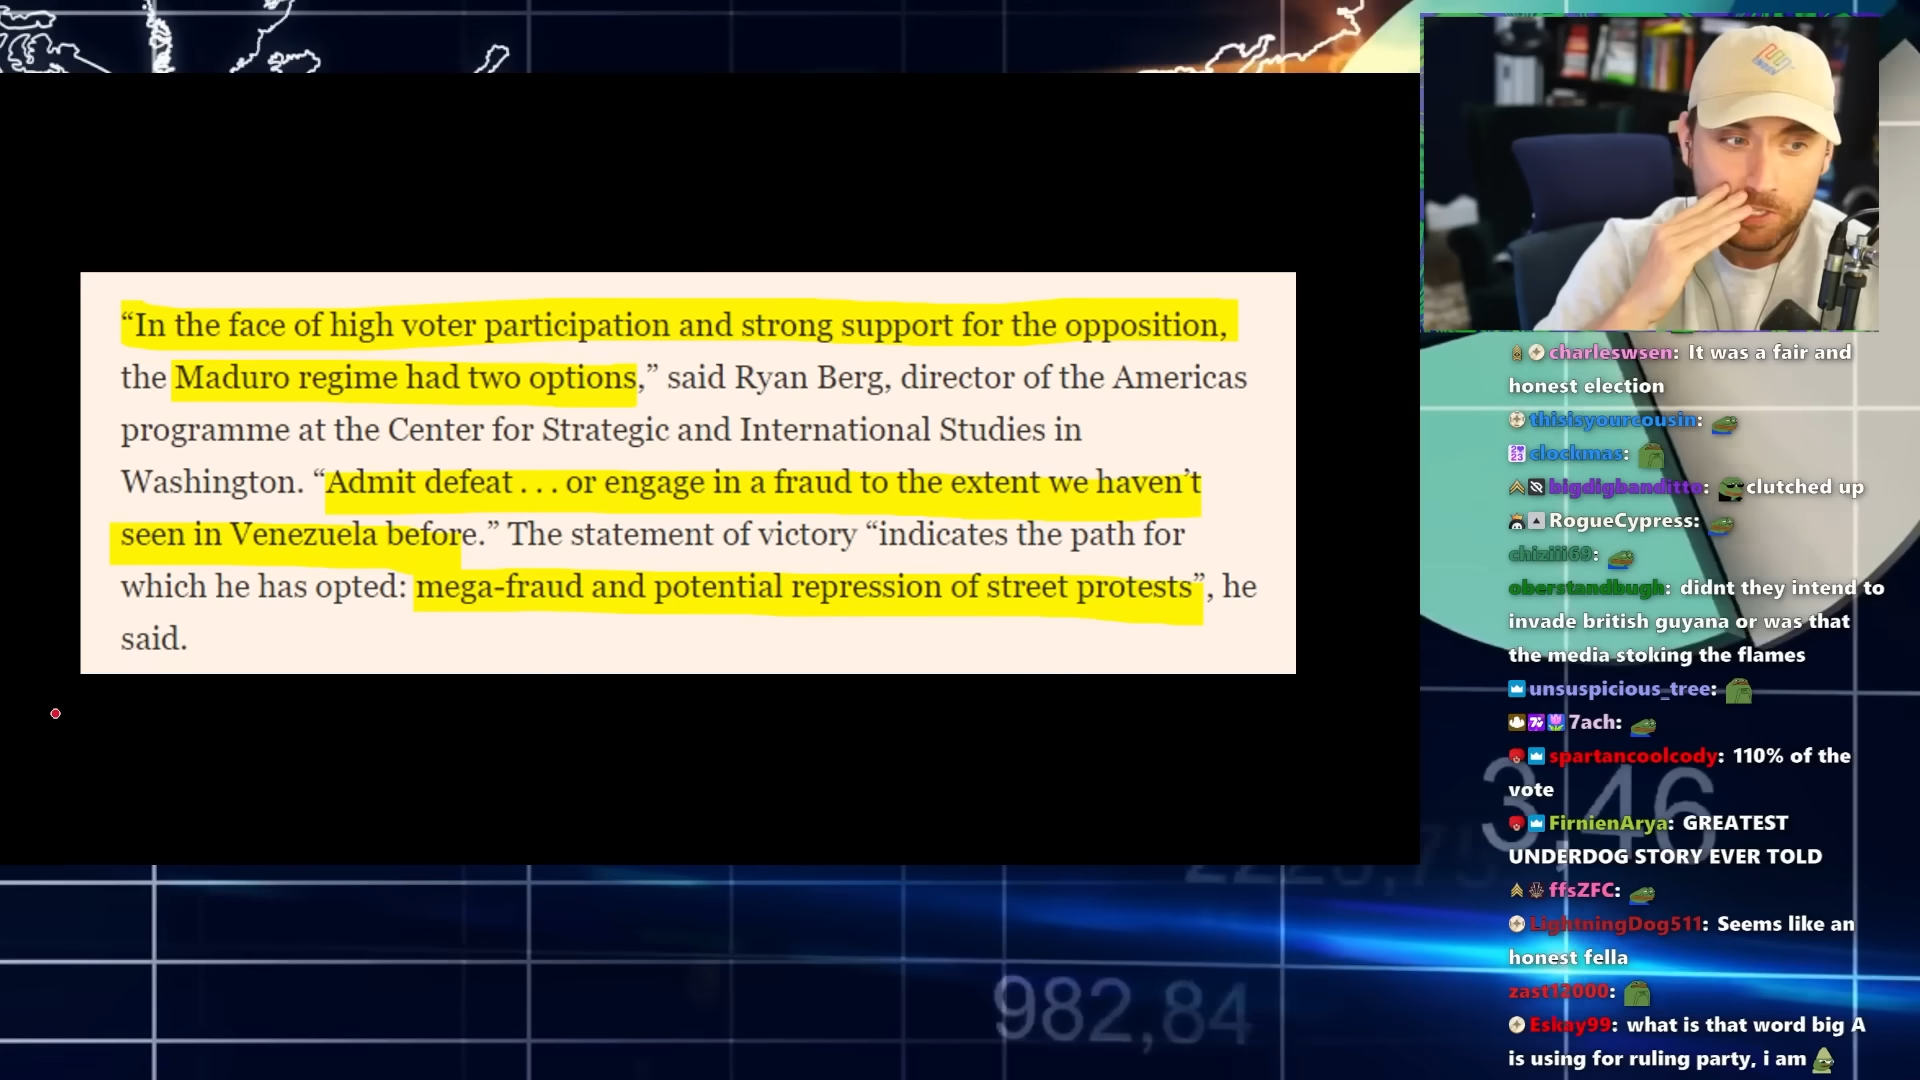 “In the face of high voter participation and strong support for the opposition,
the Maduro regime had two options,” said Ryan Berg, director of the Americas
programme at the Center for Strategic and International Studies in
Washington. “Admit defeat . . . or engage in a fraud to the extent we haven’t
seen in Venezuela before.” The statement of victory “indicates the path for
which he has opted: mega-fraud and potential repression of street protests”, he
said.
charleswsen: It was a fair and
honest election
thisisyourcousin:
clockmas:
bigdigbanditto: clutched up
RogueCypress:
chiziii69:
oberstandbugh: didnt they intend to
invade british guyana or was that
the media stoking the flames
unsuspicious_tree:
7ach:
spartancoolcody: 110% of the
vote
FirnienArya: GREATEST
UNDERDOG STORY EVER TOLD
ffsZFC:
LightningDog511: Seems like an
honest fella
zast12000:
Eskay99: what is that word big A
is using for ruling party, i am
3,46
982,84